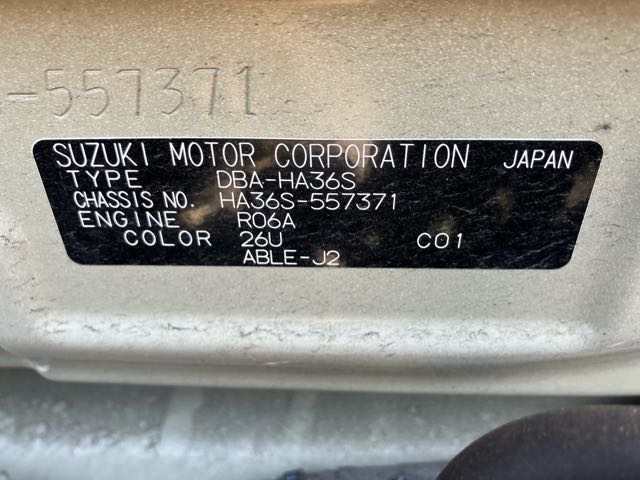 -557371
SUZUKI MOTOR CORPORATION JAPAN
TYPE DBA-HA36S
CHASSIS NO. HA36S-557371
ENGINE R06A
COLOR 26U C01
ABLE-J2